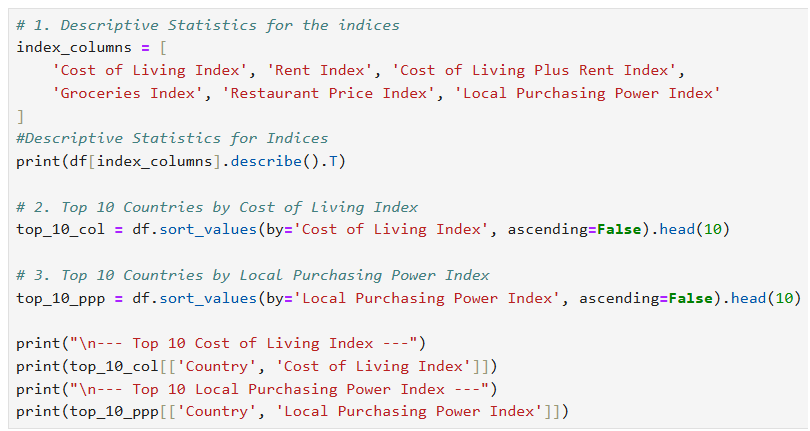 # 1. Descriptive Statistics for the indices
index_columns = [
    'Cost of Living Index', 'Rent Index', 'Cost of Living Plus Rent Index',
    'Groceries Index', 'Restaurant Price Index', 'Local Purchasing Power Index'
]
#Descriptive Statistics for Indices
print(df[index_columns].describe().T)

# 2. Top 10 Countries by Cost of Living Index
top_10_col = df.sort_values(by='Cost of Living Index', ascending=False).head(10)

# 3. Top 10 Countries by Local Purchasing Power Index
top_10_ppp = df.sort_values(by='Local Purchasing Power Index', ascending=False).head(10)

print("\n--- Top 10 Cost of Living Index ---")
print(top_10_col[['Country', 'Cost of Living Index']])
print("\n--- Top 10 Local Purchasing Power Index ---")
print(top_10_ppp[['Country', 'Local Purchasing Power Index']])